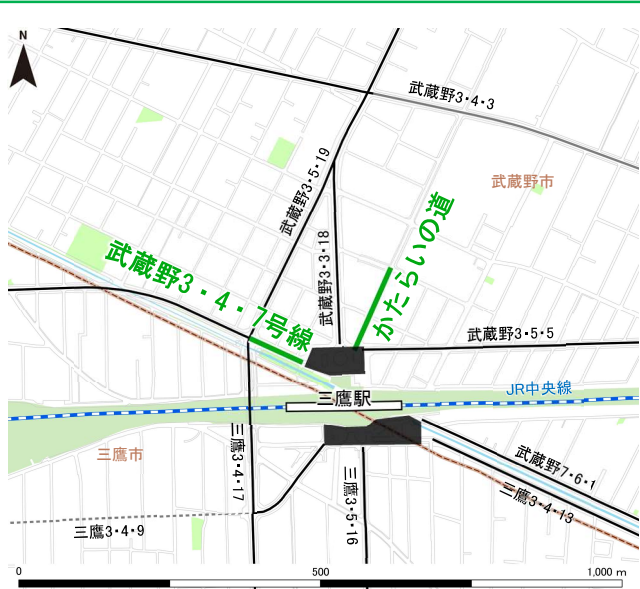 N
武蔵野3・4・3
武蔵野3・5・19
武蔵野市
かたらいの道
武蔵野3・3・18
武蔵野3・4・7号線
武蔵野3・5・5
JR中央線
三鷹駅
三鷹市
三鷹3・4・17
三鷹3・5・16
武蔵野7・6・1
三鷹3・4・13
三鷹3・4・9
0
500
1,000 m